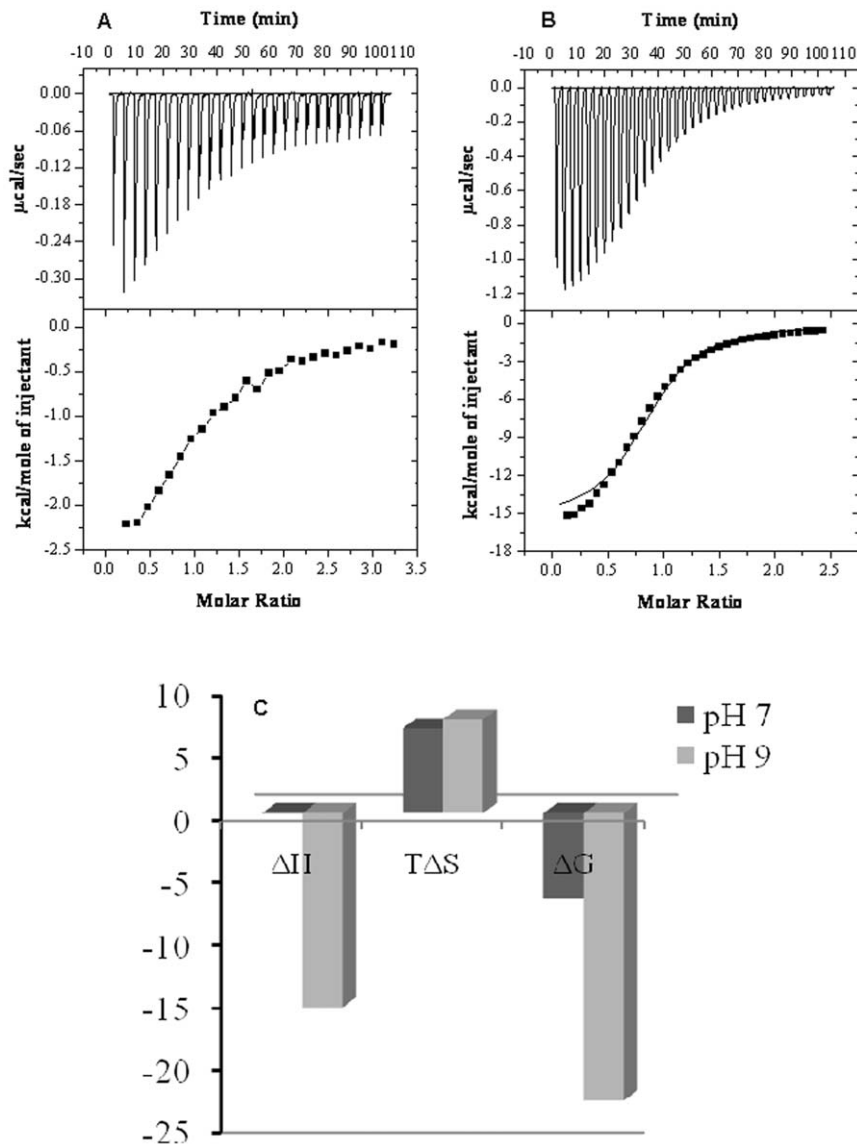 A
Time (min)
-10 0 10 20 30 40 50 60 70 80 90 100 110
0.00
-0.06
-0.12
-0.18
-0.24
-0.30
µcal/sec
0.0
-0.5
-1.0
-1.5
-2.0
-2.5
kcal/mole of injectant
0.0 0.5 1.0 1.5 2.0 2.5 3.0 3.5
Molar Ratio
B
Time (min)
-10 0 10 20 30 40 50 60 70 80 90 100 110
0.0
-0.2
-0.4
-0.6
-0.8
-1.0
-1.2
µcal/sec
0
-3
-6
-9
-12
-15
-18
kcal/mole of injectant
0.0 0.5 1.0 1.5 2.0 2.5
Molar Ratio
C
10
5
0
-5
-10
-15
-20
-25
ΔH
TΔS
ΔG
pH 7
pH 9